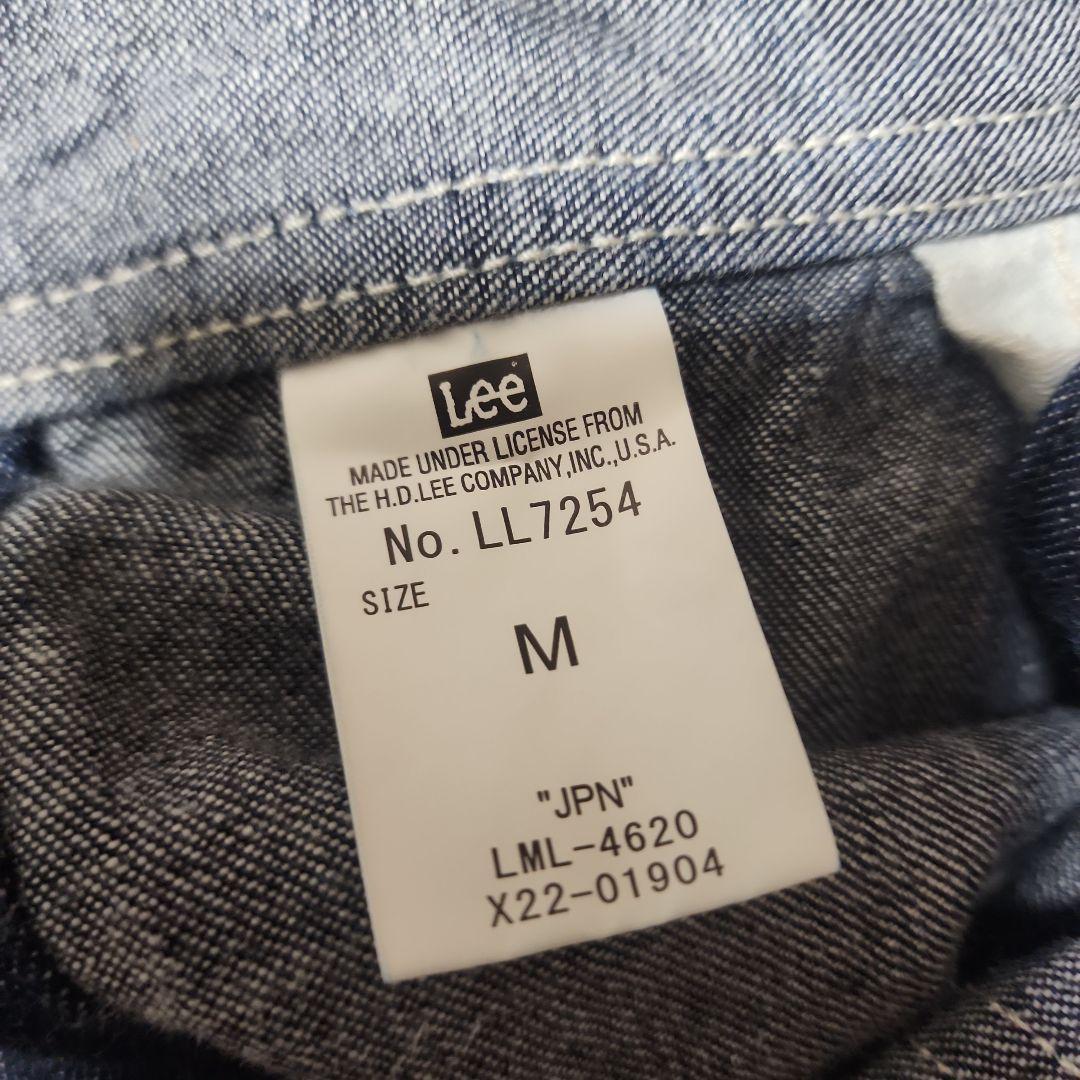 Lee
MADE UNDER LICENSE FROM
THE H.D.LEE COMPANY,INC.,U.S.A.
No. LL7254
SIZE
M
"JPN"
LML-4620
X22-01904